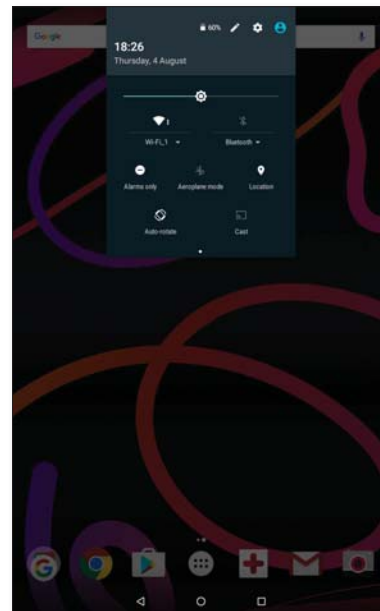 Google
60%
18:26
Thursday, 4 August
Wi-Fi_1
Bluetooth
Alarms only
Aeroplane mode
Location
Auto-rotate
Cast